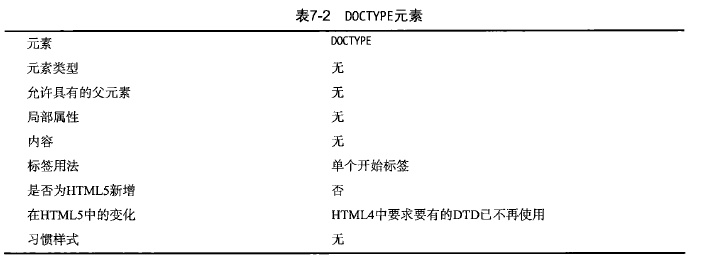 表7-2 DOCTYPE元素
元素 DOCTYPE
元素类型 无
允许具有的父元素 无
局部属性 无
内容 无
标签用法 单个开始标签
是否为HTML5新增 否
在HTML5中的变化 HTML4中要求要有的DTD已不再使用
习惯样式 无